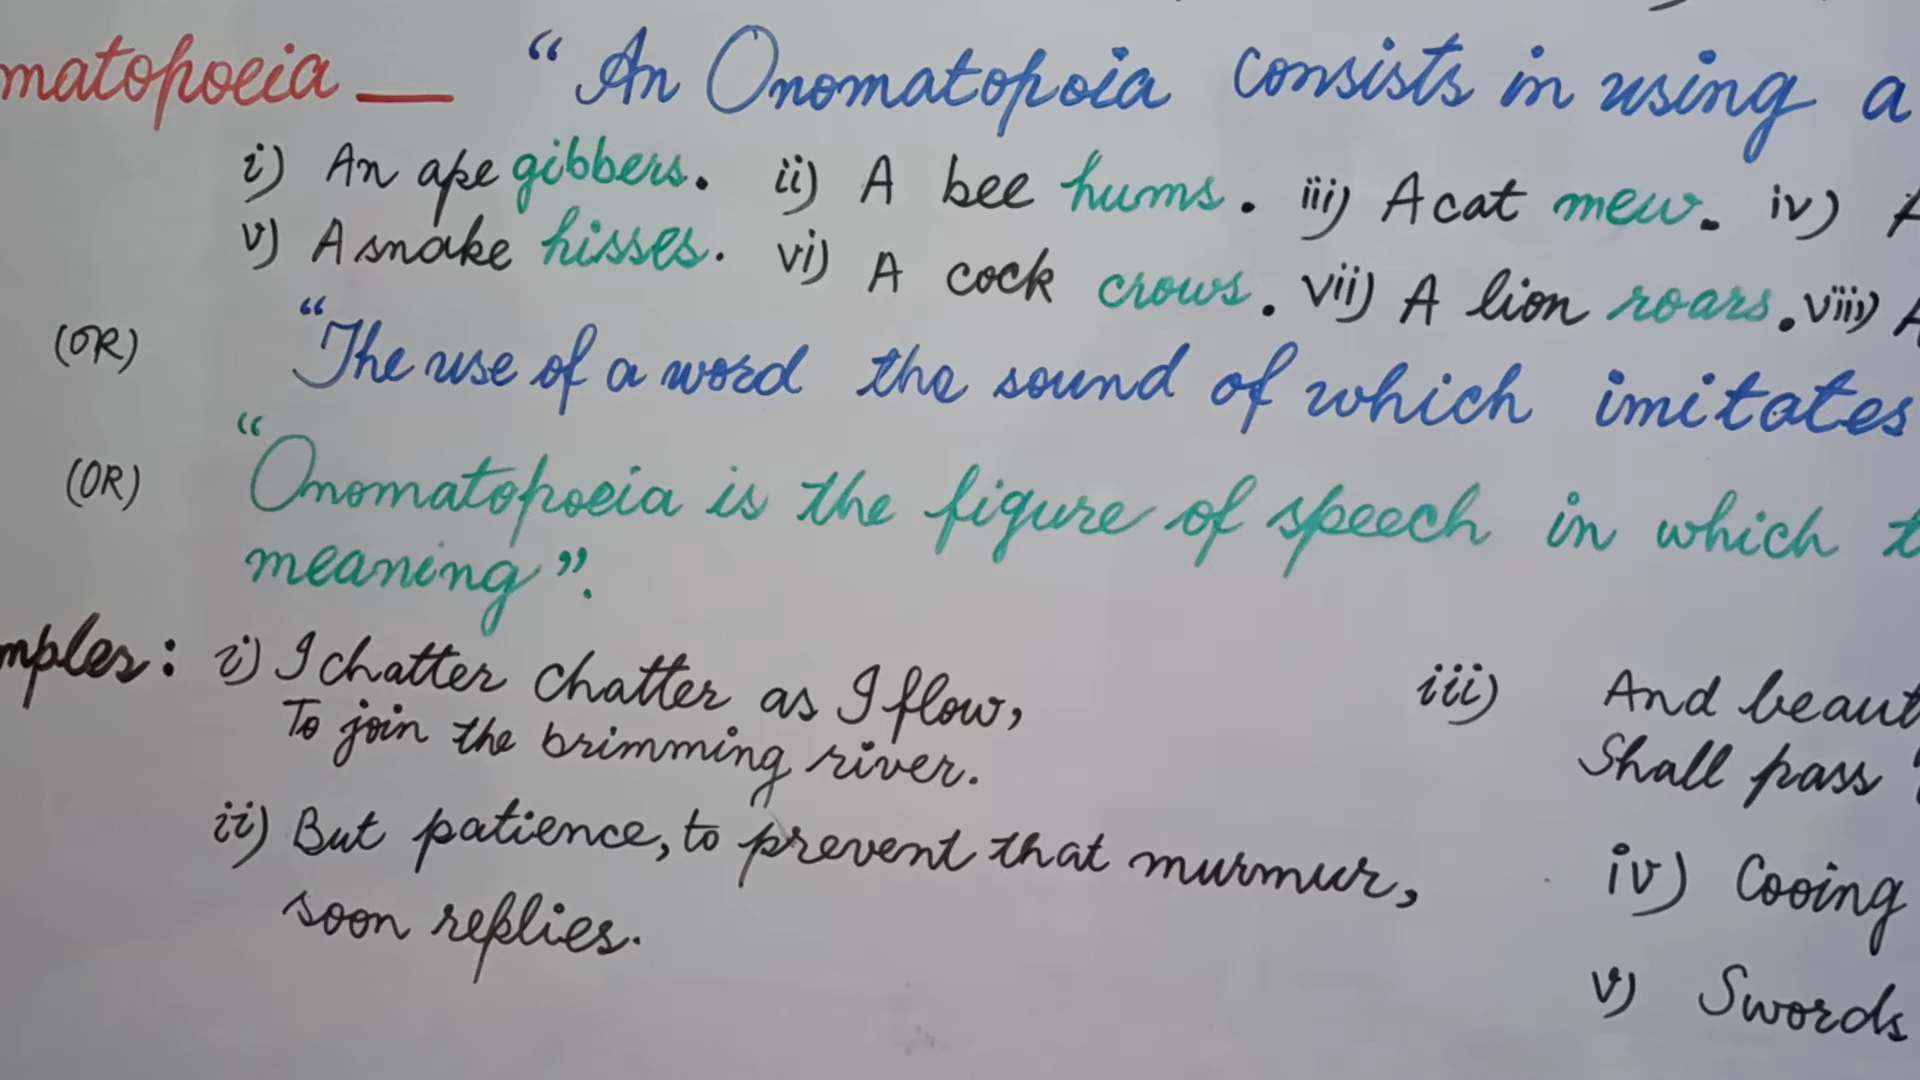 matopoeia — "An Onomatopoia consists in using a
i) An ape gibbers. ii) A bee hums. iii) A cat mew. iv) A
v) A snake hisses. vi) A cock crows. vii) A lion roars. viii) A
(OR) "The use of a word the sound of which imitates
(OR) "Onomatopoeia is the figure of speech in which t
meaning".
mples: i) I chatter chatter as I flow,
To join the brimming river.
ii) But patience, to prevent that murmur,
soon replies.
iii) And beaut
Shall pass
iv) Cooing
v) Swords